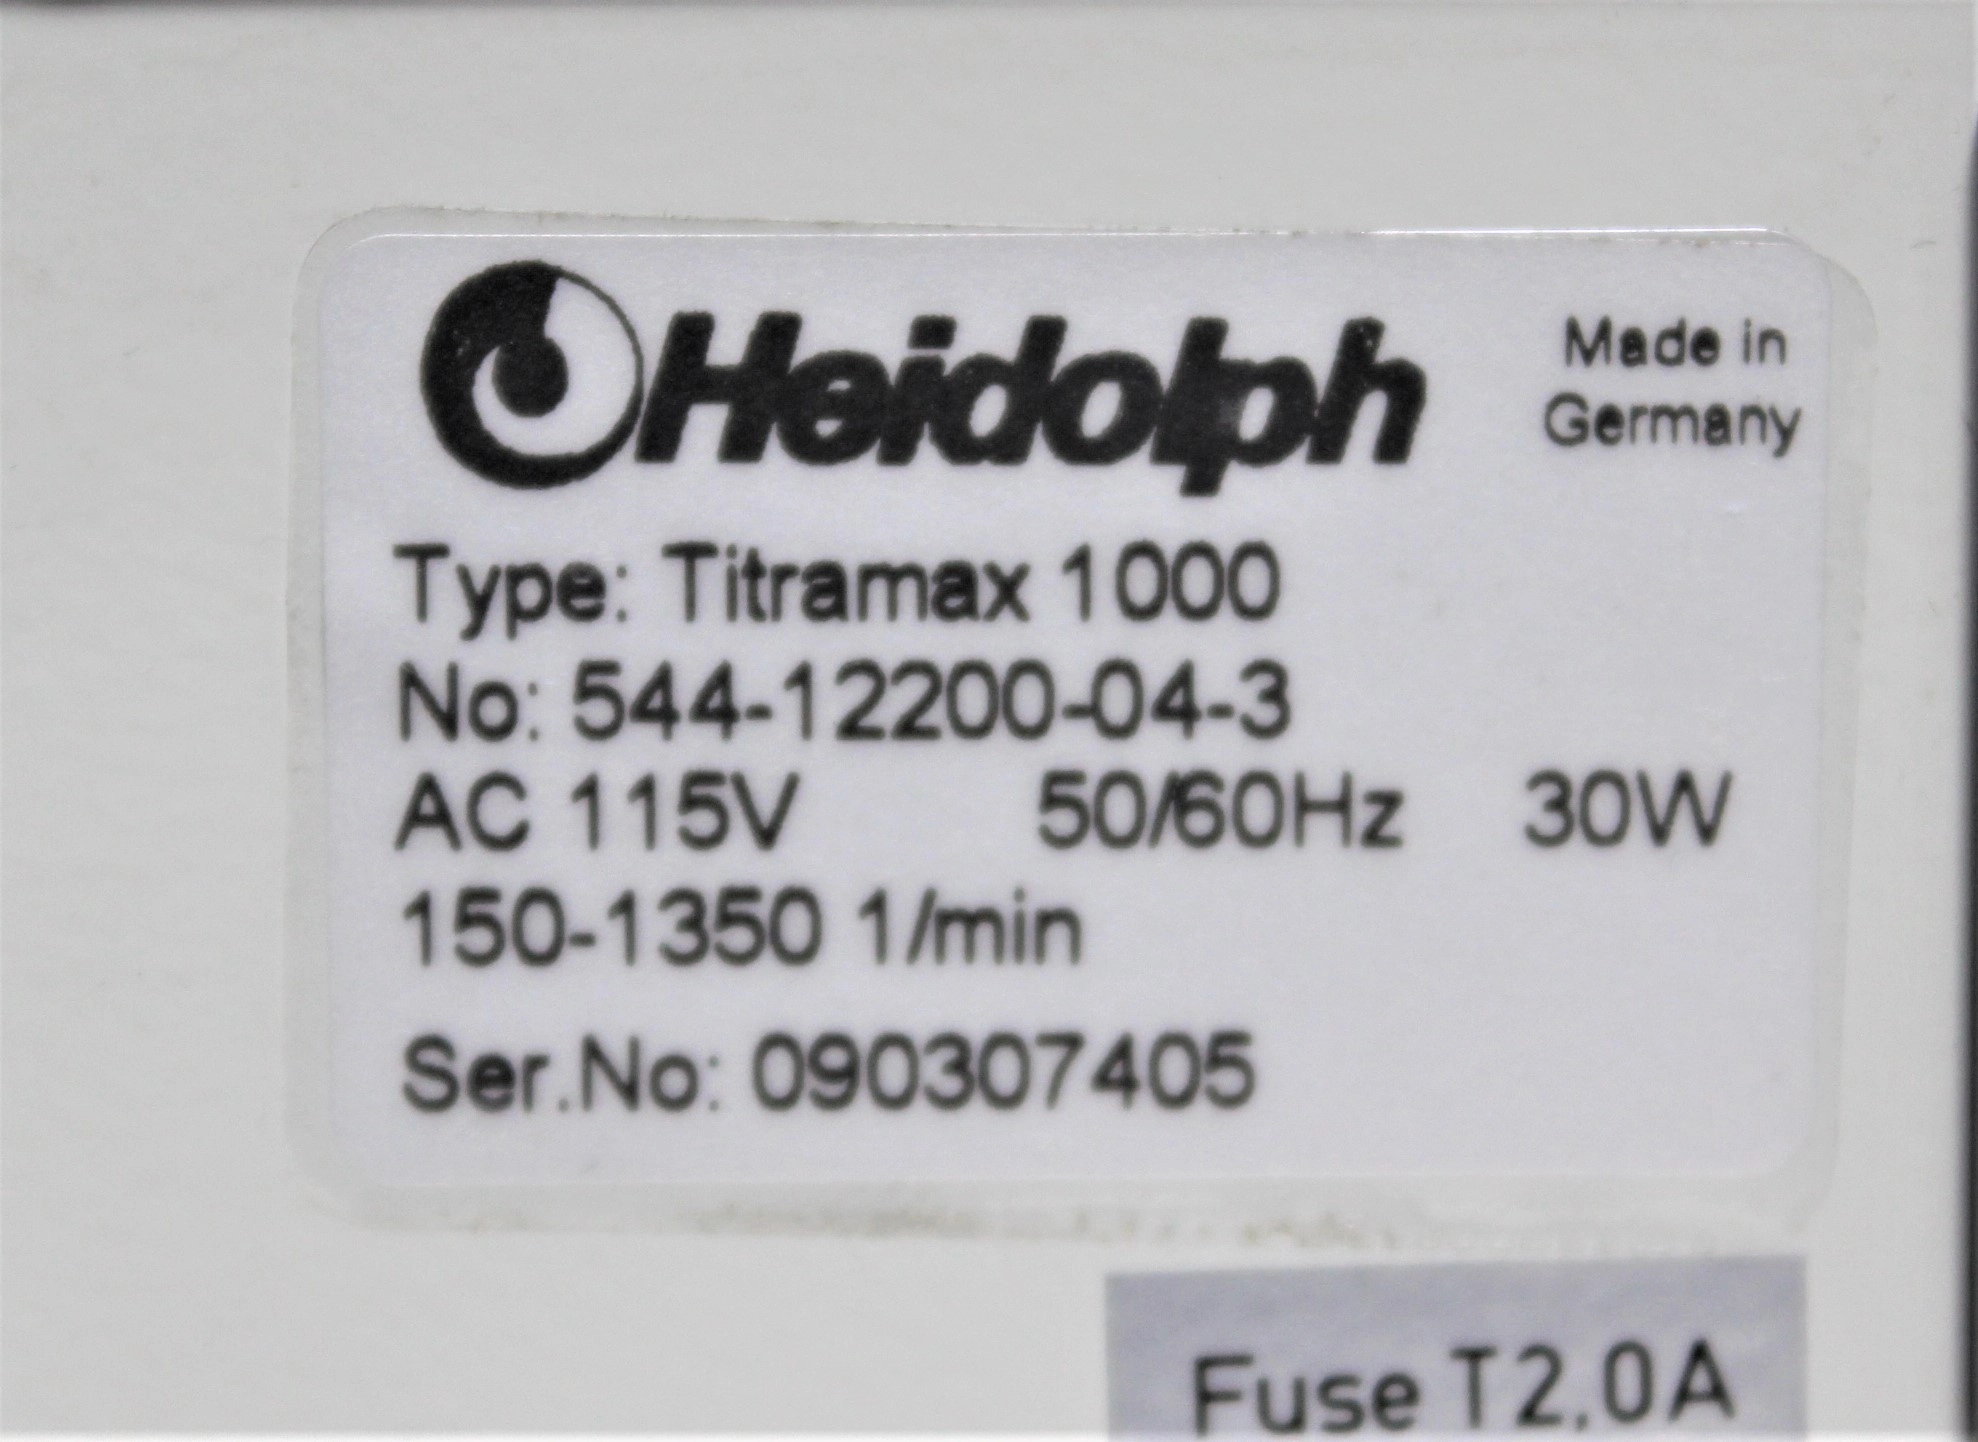 Heidolph
Made in
Germany
Type: Titramax 1000
No: 544-12200-04-3
AC 115V 50/60Hz 30W
150-1350 1/min
Ser.No: 090307405
Fuse T2.0A